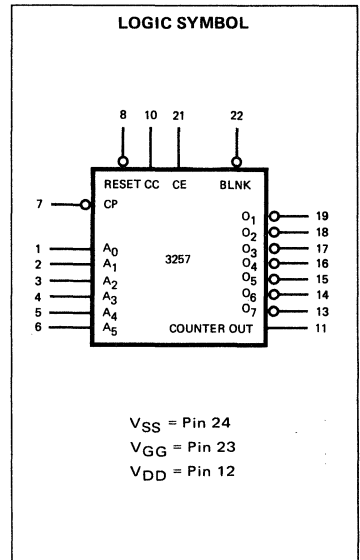 LOGIC SYMBOL
8 10 21 22
RESET CC CE BLNK
7 CP
O1 19
O2 18
1 A0 O3 17
2 A1 3257 O4 16
3 A2 O5 15
4 A3 O6 14
5 A4 O7 13
6 A5 COUNTER OUT 11
VSS = Pin 24
VGG = Pin 23
VDD = Pin 12